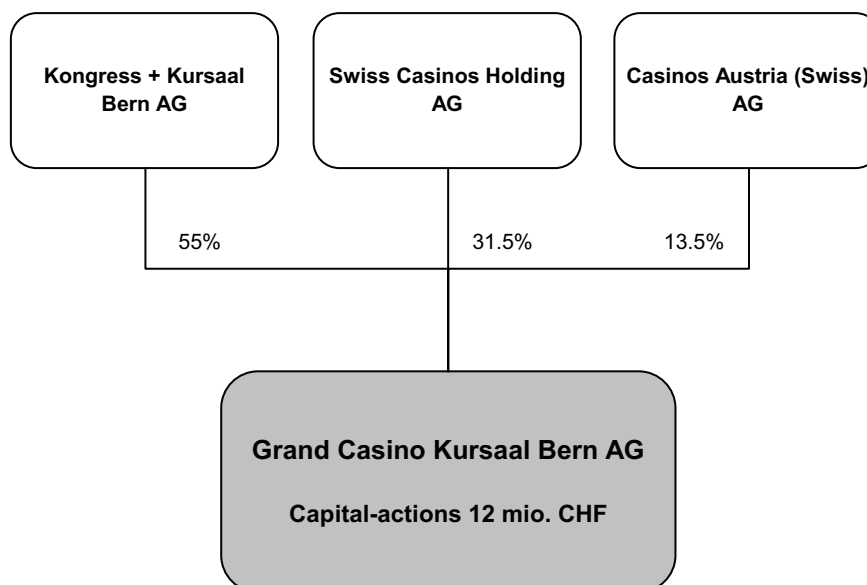 Kongress + Kursaal
Bern AG
Swiss Casinos Holding
AG
Casinos Austria (Swiss)
AG
55%
31.5%
13.5%
Grand Casino Kursaal Bern AG
Capital-actions 12 mio. CHF